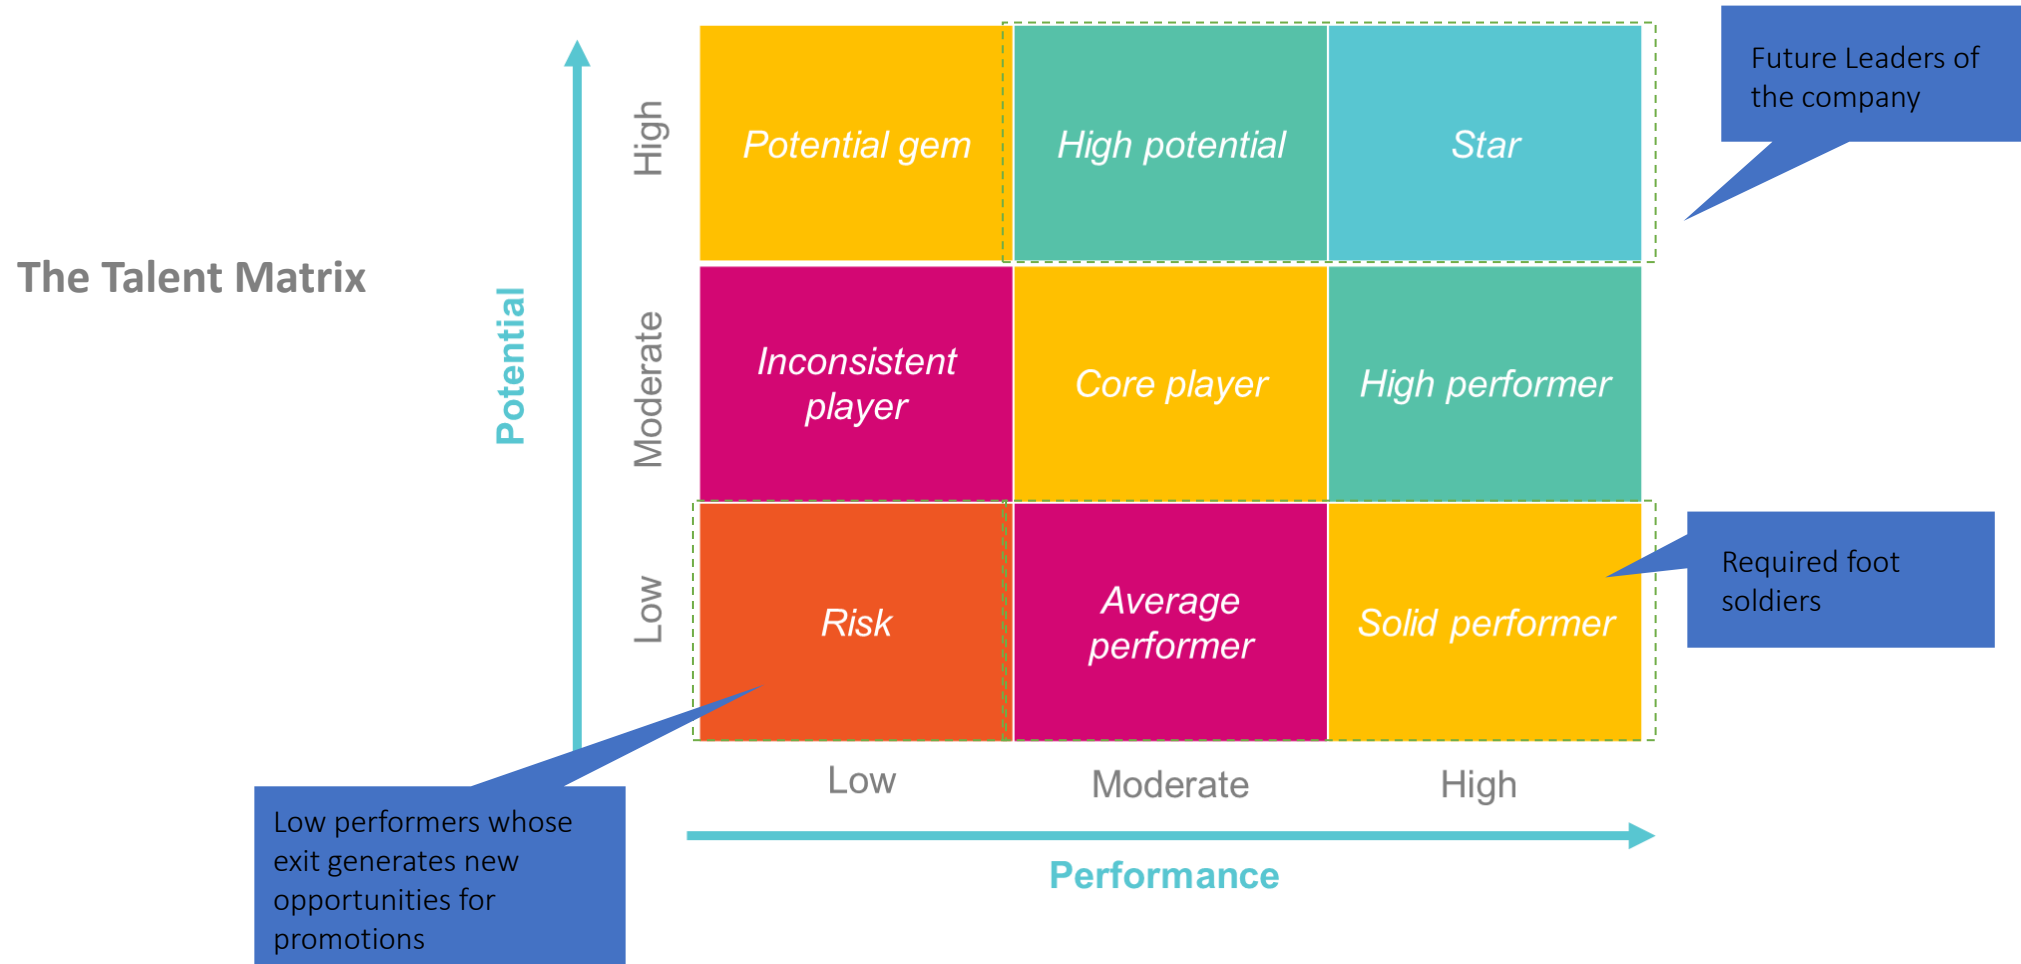 Future Leaders of
the company
High
Potential gem
High potential
Star
The Talent Matrix
Potential
Moderate
Inconsistent
player
Core player
High performer
Low
Risk
Average
performer
Solid performer
Required foot
soldiers
Low
Moderate
High
Performance
Low performers whose
exit generates new
opportunities for
promotions